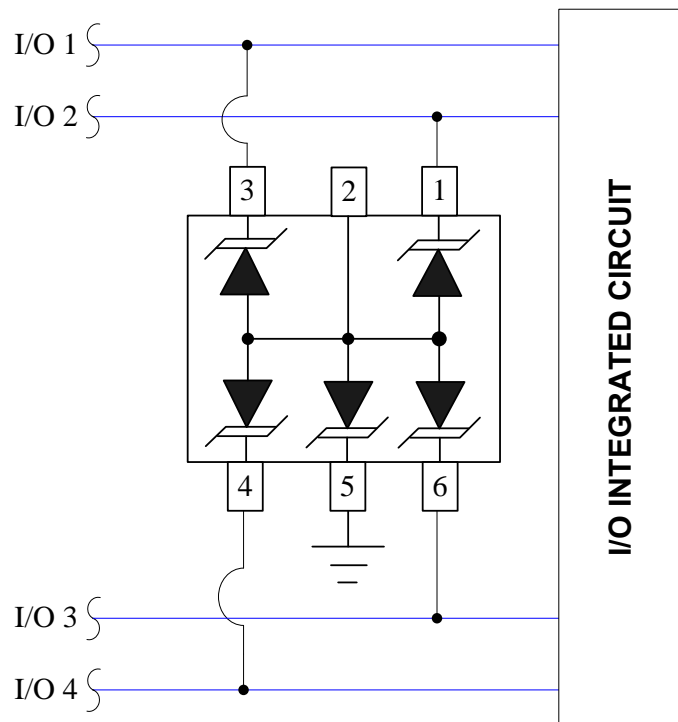 I/O 1
I/O 2
3 2 1
4 5 6
I/O 3
I/O 4
I/O INTEGRATED CIRCUIT